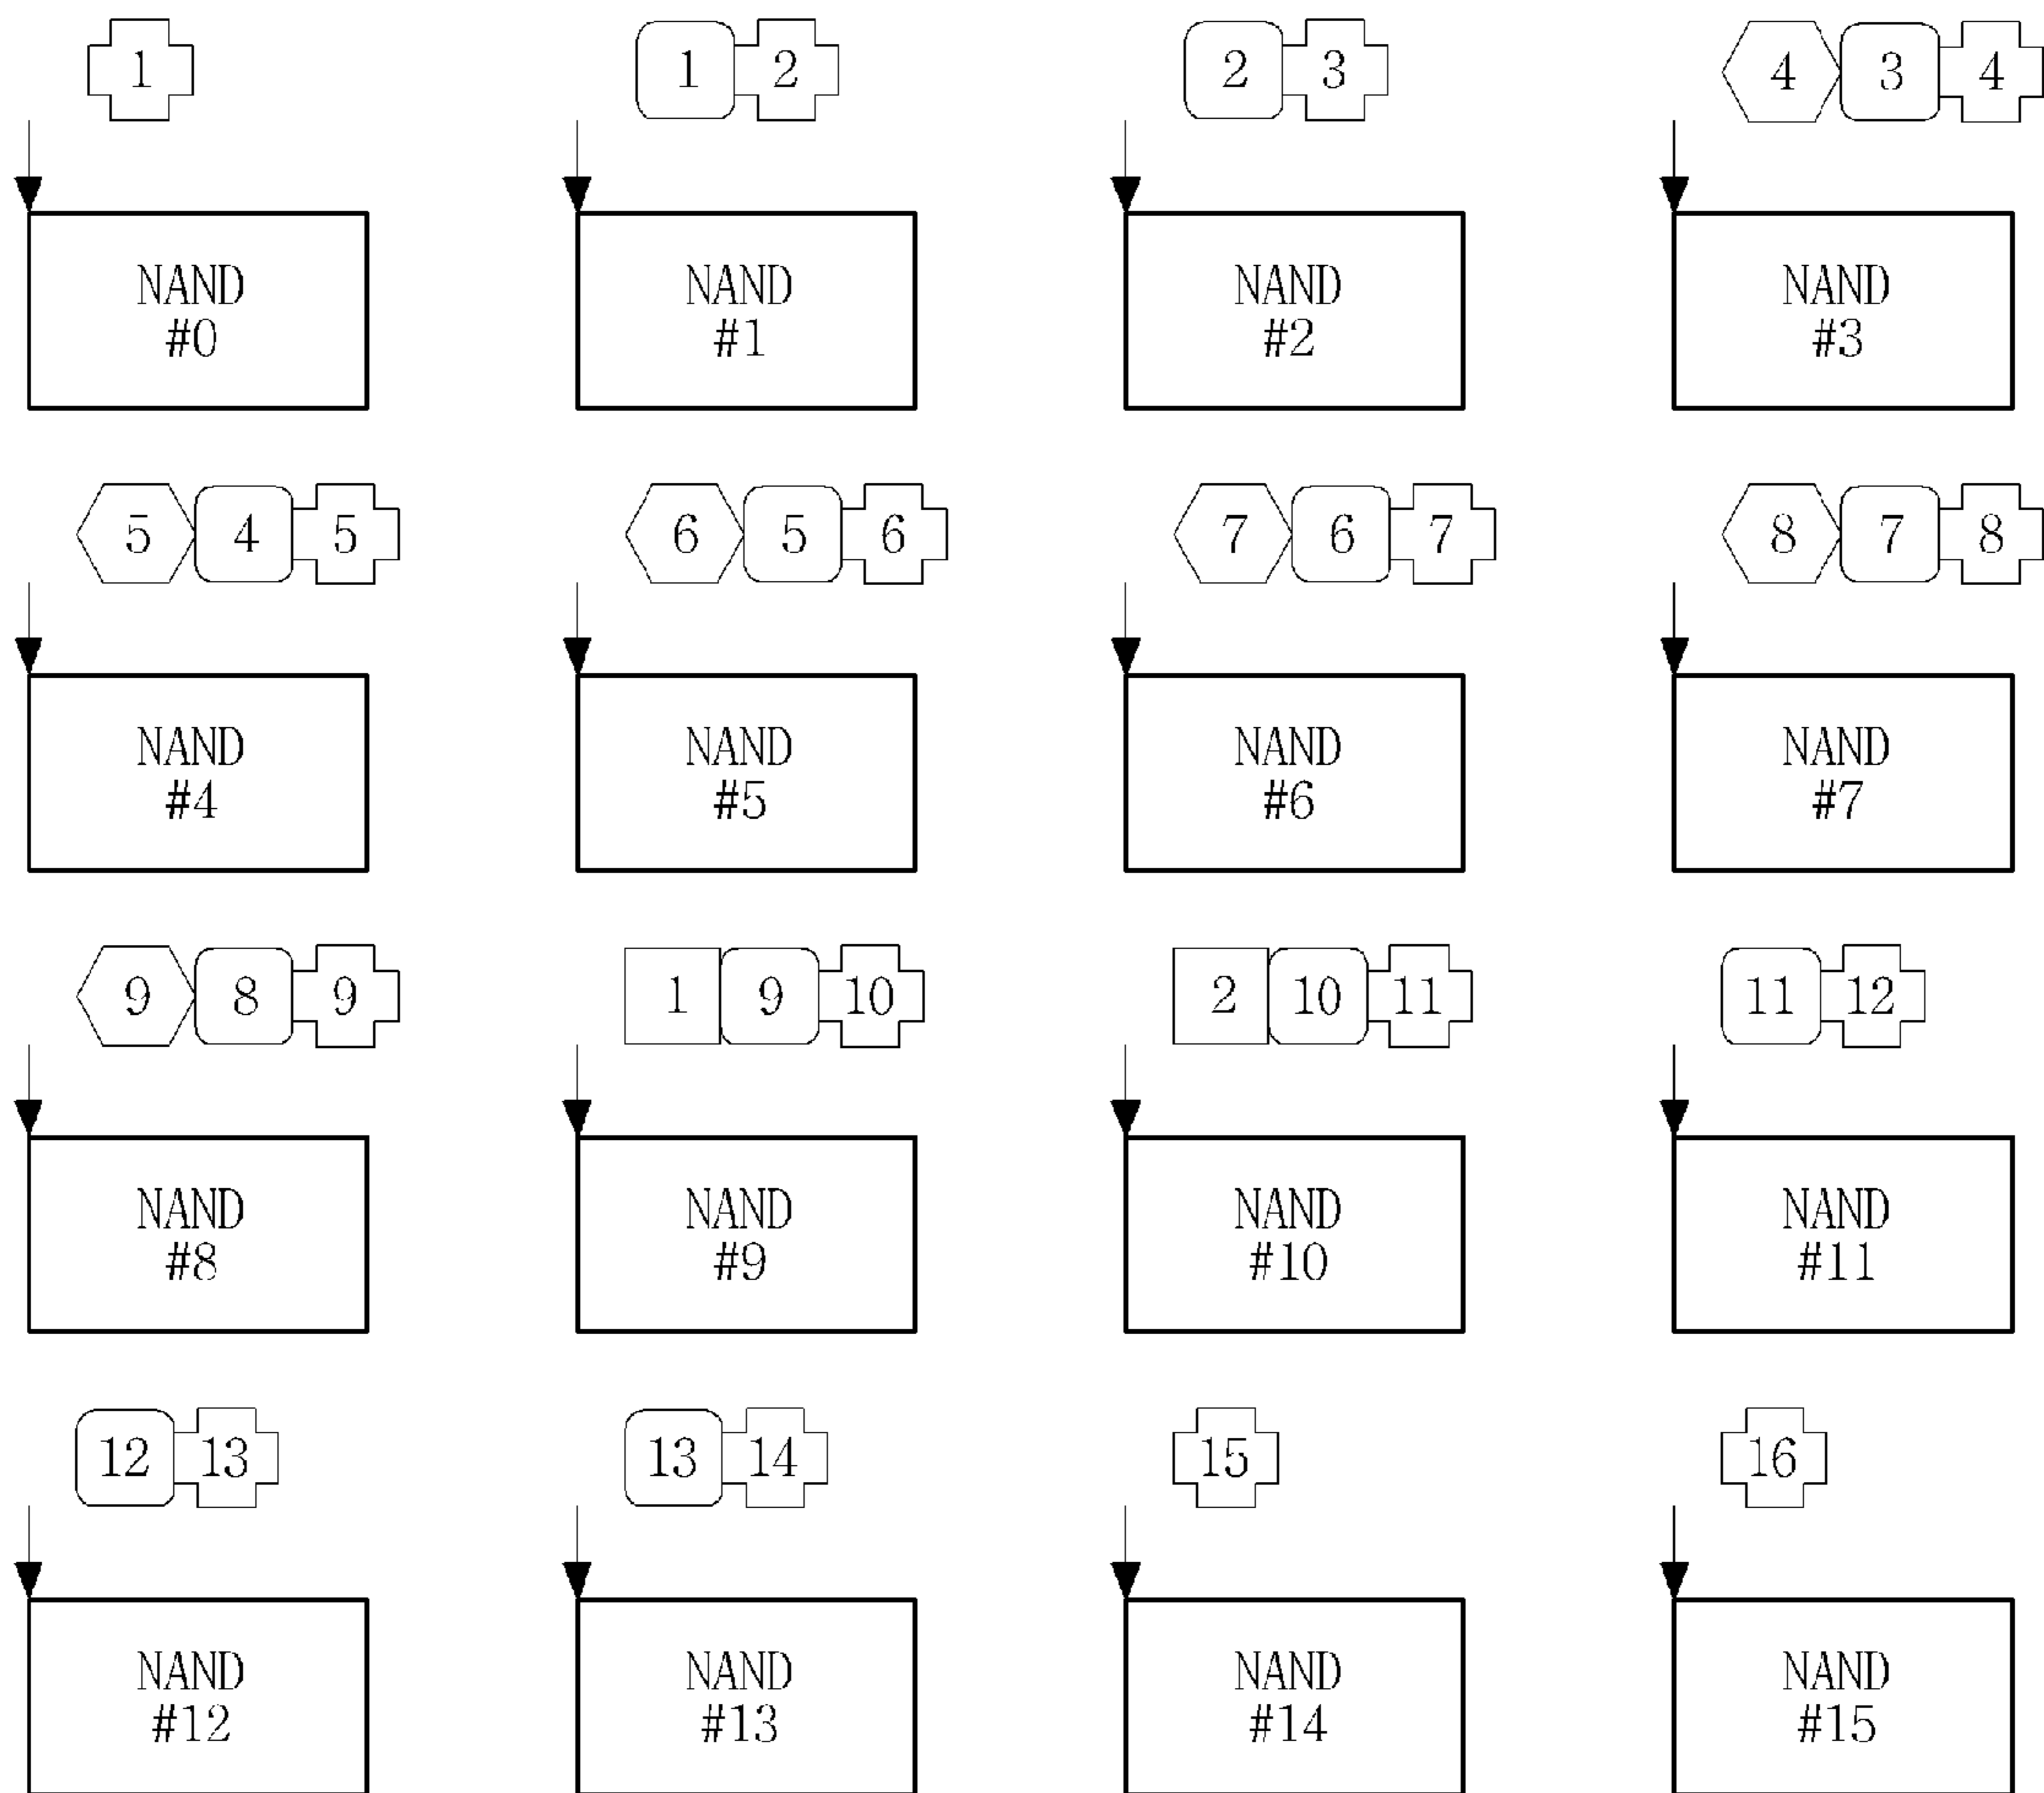 1
1 2
2 3
4 3 4
NAND
#0
NAND
#1
NAND
#2
NAND
#3
5 4 5
6 5 6
7 6 7
8 7 8
NAND
#4
NAND
#5
NAND
#6
NAND
#7
9 8 9
1 9 10
2 10 11
11 12
NAND
#8
NAND
#9
NAND
#10
NAND
#11
12 13
13 14
15
16
NAND
#12
NAND
#13
NAND
#14
NAND
#15